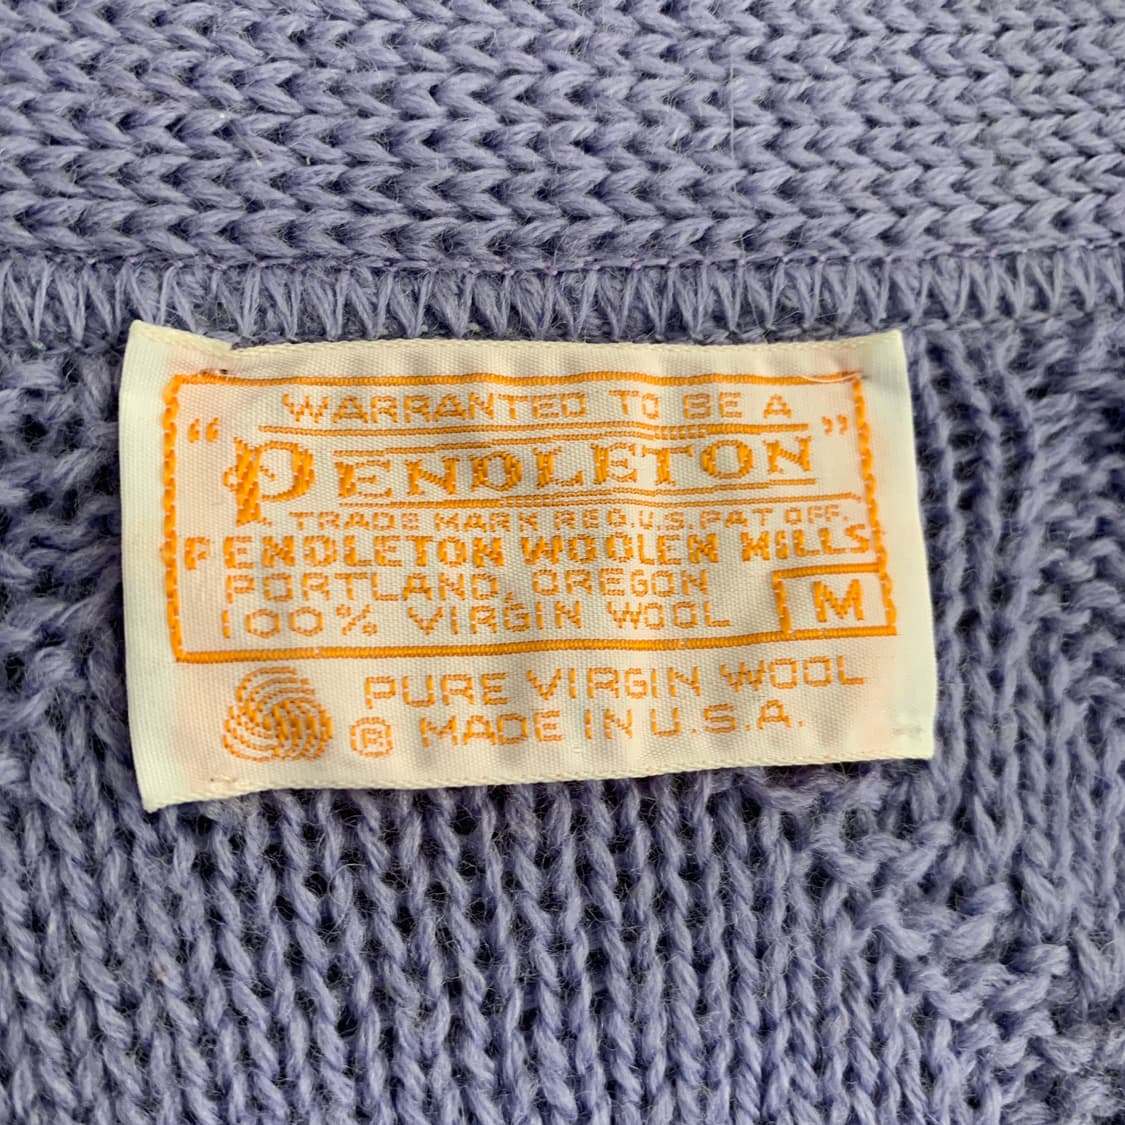 WARRANTED TO BE A
"PENDLETON"
TRADE MARK REG. U.S. PAT OFF.
PENDLETON WOOLEN MILLS
PORTLAND, OREGON
100% VIRGIN WOOL
M
PURE VIRGIN WOOL
® MADE IN U.S.A.